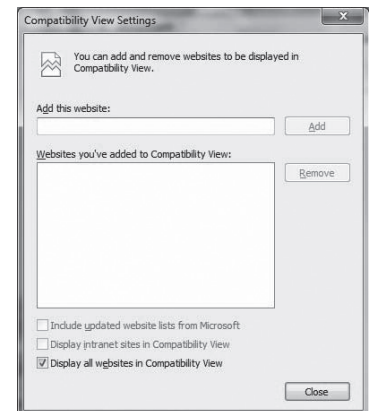 Compatibility View Settings
x
You can add and remove websites to be displayed in
Compatibility View.
Add this website:
Add
Websites you've added to Compatibility View:
Remove
Include updated website lists from Microsoft
Display intranet sites in Compatibility View
Display all websites in Compatibility View
Close